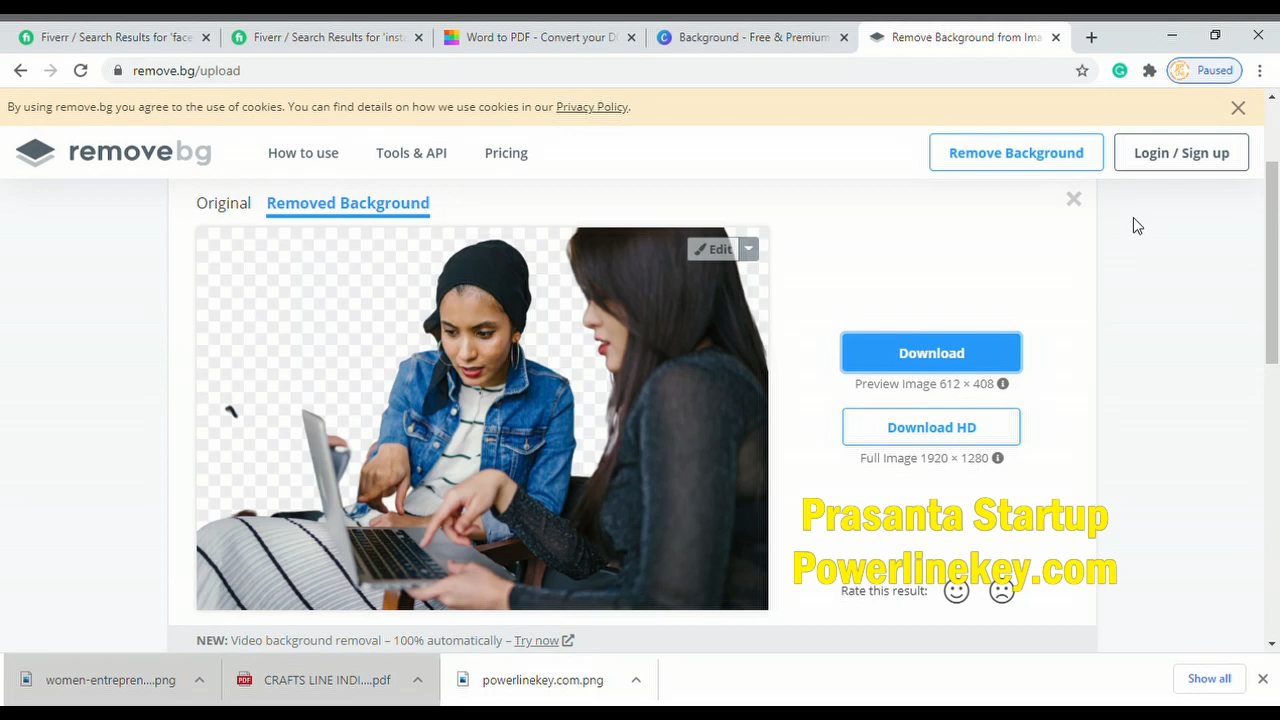 Fiverr / Search Results for 'face
Fiverr / Search Results for 'inst
Word to PDF - Convert your D
Background - Free & Premium
Remove Background from Ima
remove.bg/upload
Paused
By using remove.bg you agree to the use of cookies. You can find details on how we use cookies in our Privacy Policy.
removebg
How to use
Tools & API
Pricing
Remove Background
Login / Sign up
Original
Removed Background
Edit
Download
Preview Image 612 × 408
Download HD
Full Image 1920 × 1280
Prasanta Startup
Powerlinekey.com
Rate this result:
NEW: Video background removal – 100% automatically – Try now
women-entrepren....png
CRAFTS LINE INDI....pdf
powerlinekey.com.png
Show all